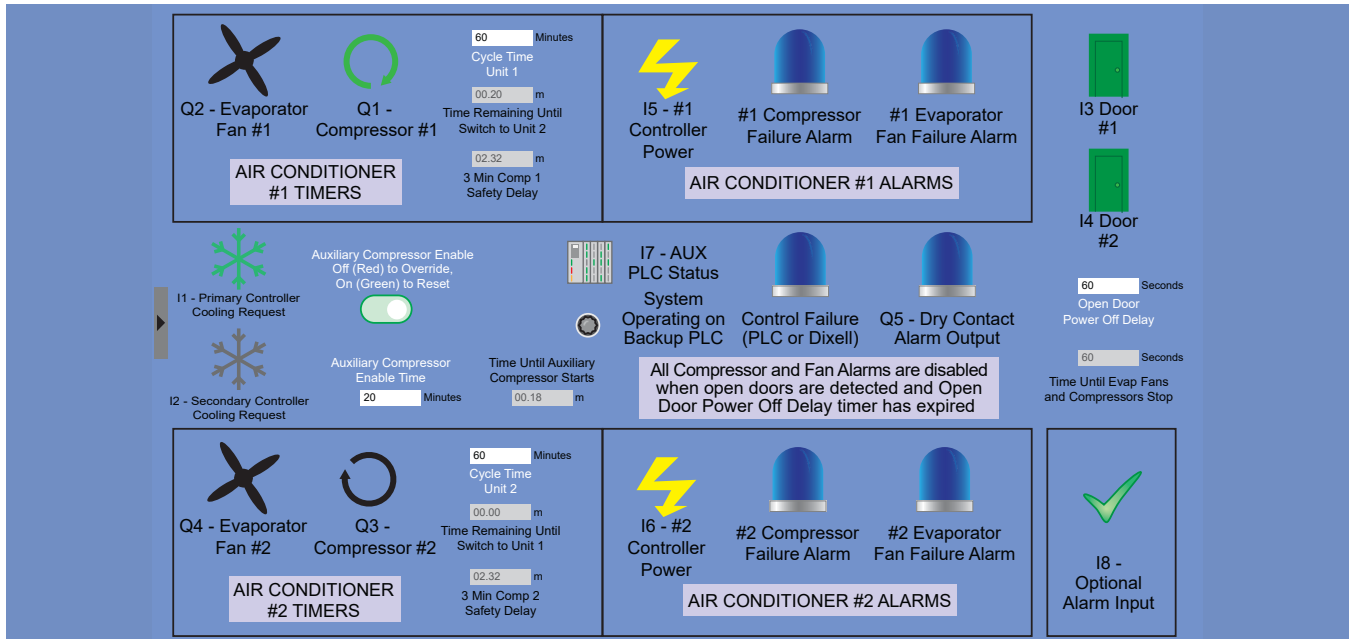 60 Minutes
Cycle Time
Unit 1
Q2 - Evaporator
Fan #1
Q1 -
Compressor #1
00.20 m
Time Remaining Until
Switch to Unit 2
02.32 m
3 Min Comp 1
Safety Delay
AIR CONDITIONER
#1 TIMERS
I5 - #1
Controller
Power
#1 Compressor
Failure Alarm
#1 Evaporator
Fan Failure Alarm
AIR CONDITIONER #1 ALARMS
I3 Door
#1
I4 Door
#2
I1 - Primary Controller
Cooling Request
Auxiliary Compressor Enable
Off (Red) to Override,
On (Green) to Reset
I7 - AUX
PLC Status
System
Operating on
Backup PLC
Control Failure
(PLC or Dixell)
Q5 - Dry Contact
Alarm Output
60 Seconds
Open Door
Power Off Delay
I2 - Secondary Controller
Cooling Request
Auxiliary Compressor
Enable Time
20 Minutes
Time Until Auxiliary
Compressor Starts
00.18 m
All Compressor and Fan Alarms are disabled
when open doors are detected and Open
Door Power Off Delay timer has expired
60 Seconds
Time Until Evap Fans
and Compressors Stop
60 Minutes
Cycle Time
Unit 2
Q4 - Evaporator
Fan #2
Q3 -
Compressor #2
00.00 m
Time Remaining Until
Switch to Unit 1
02.32 m
3 Min Comp 2
Safety Delay
AIR CONDITIONER
#2 TIMERS
I6 - #2
Controller
Power
#2 Compressor
Failure Alarm
#2 Evaporator
Fan Failure Alarm
AIR CONDITIONER #2 ALARMS
I8 -
Optional
Alarm Input